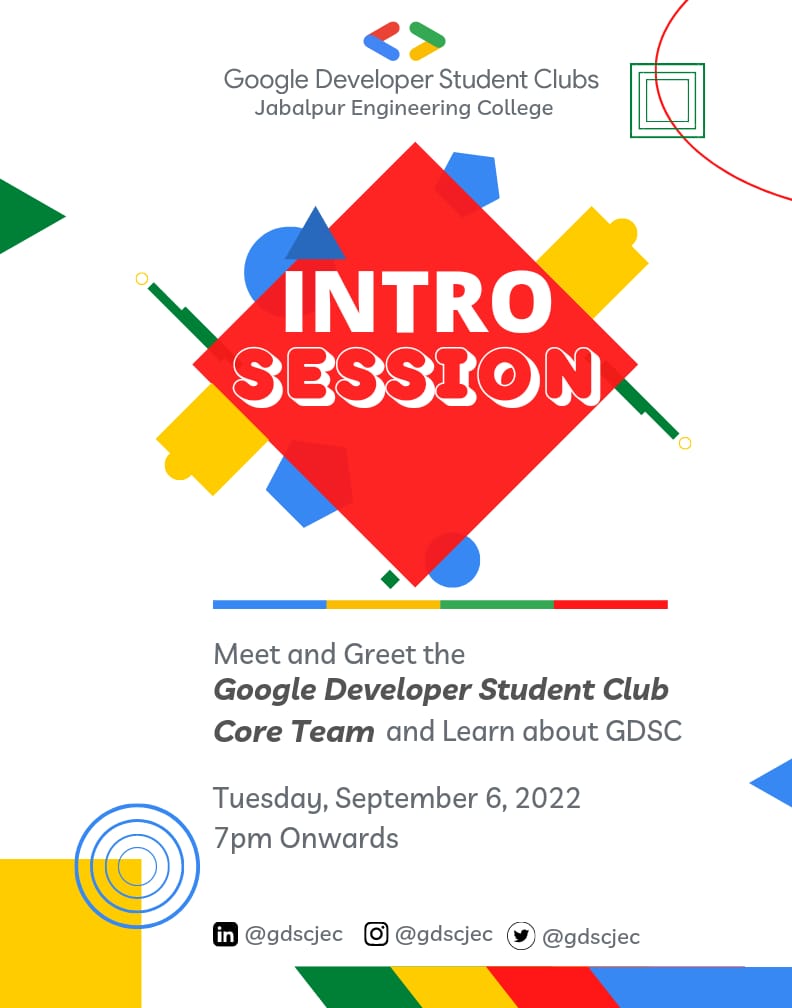 Google Developer Student Clubs
Jabalpur Engineering College
INTRO
SESSION
Meet and Greet the
Google Developer Student Club
Core Team and Learn about GDSC
Tuesday, September 6, 2022
7pm Onwards
in @gdscjec @gdscjec @gdscjec